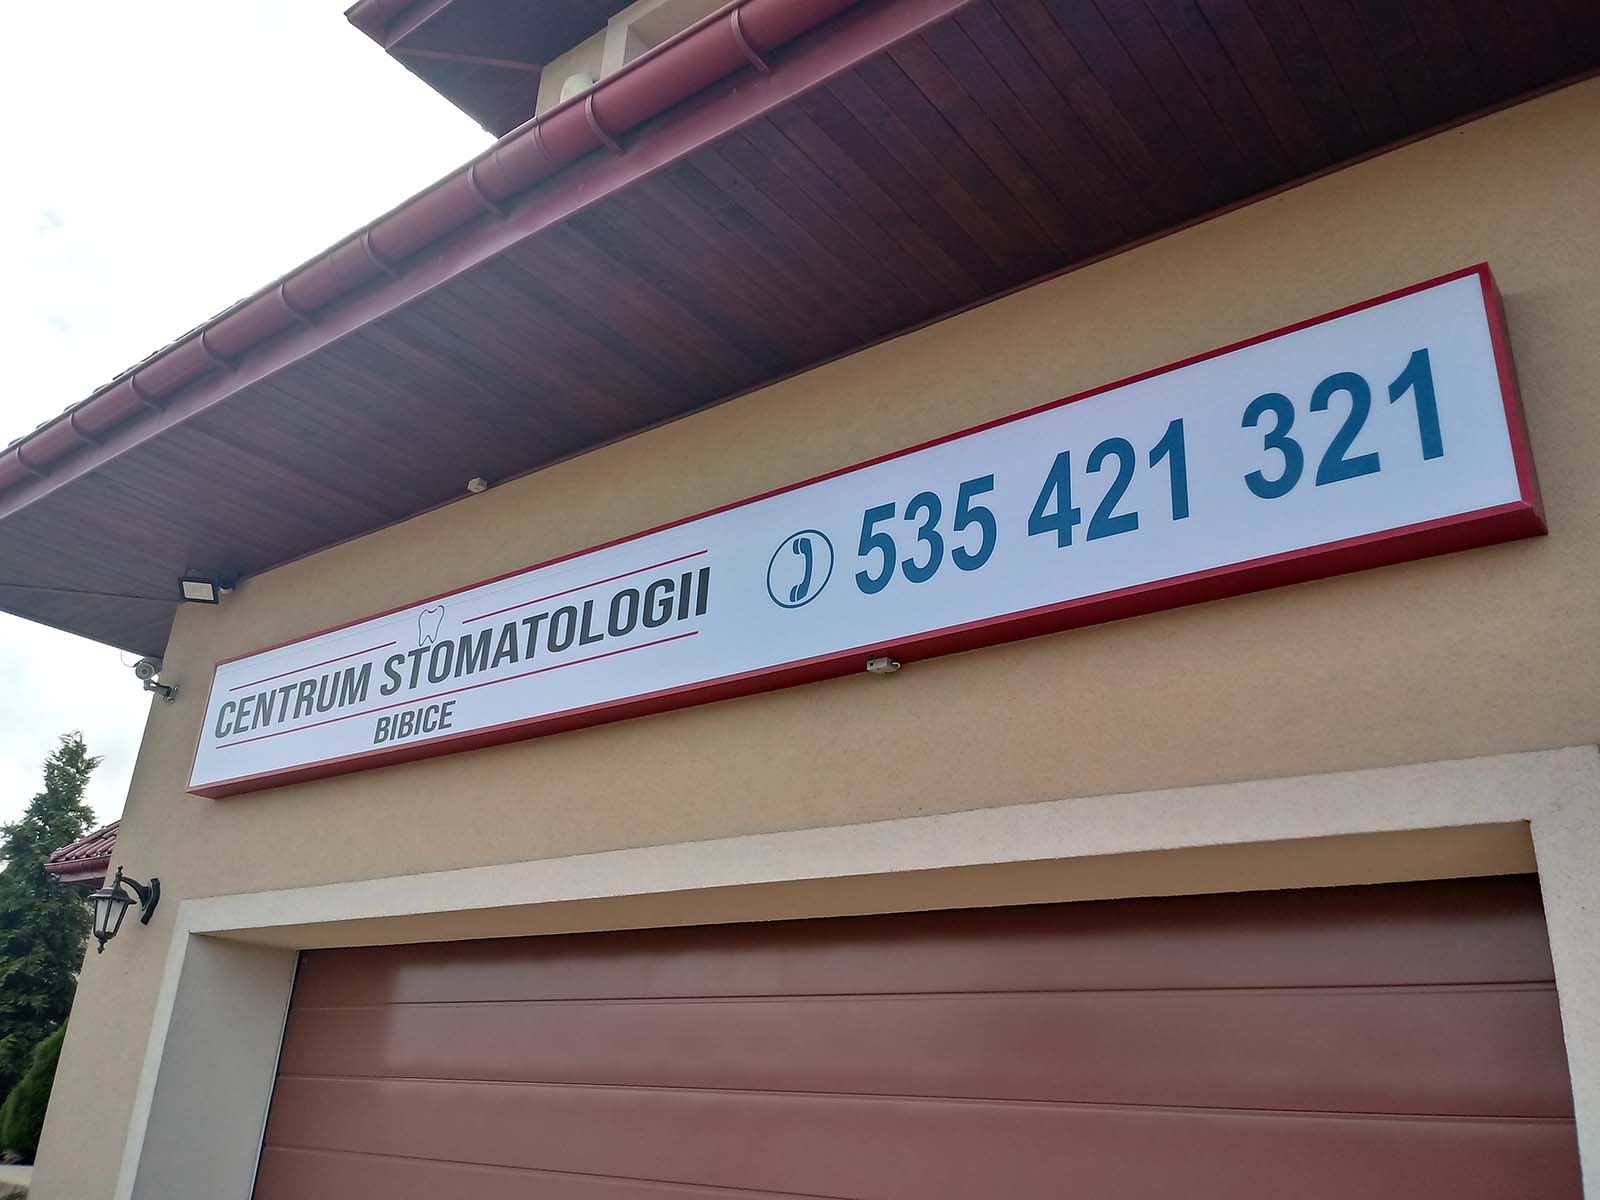 CENTRUM STOMATOLOGII
BIBICE
535 421 321